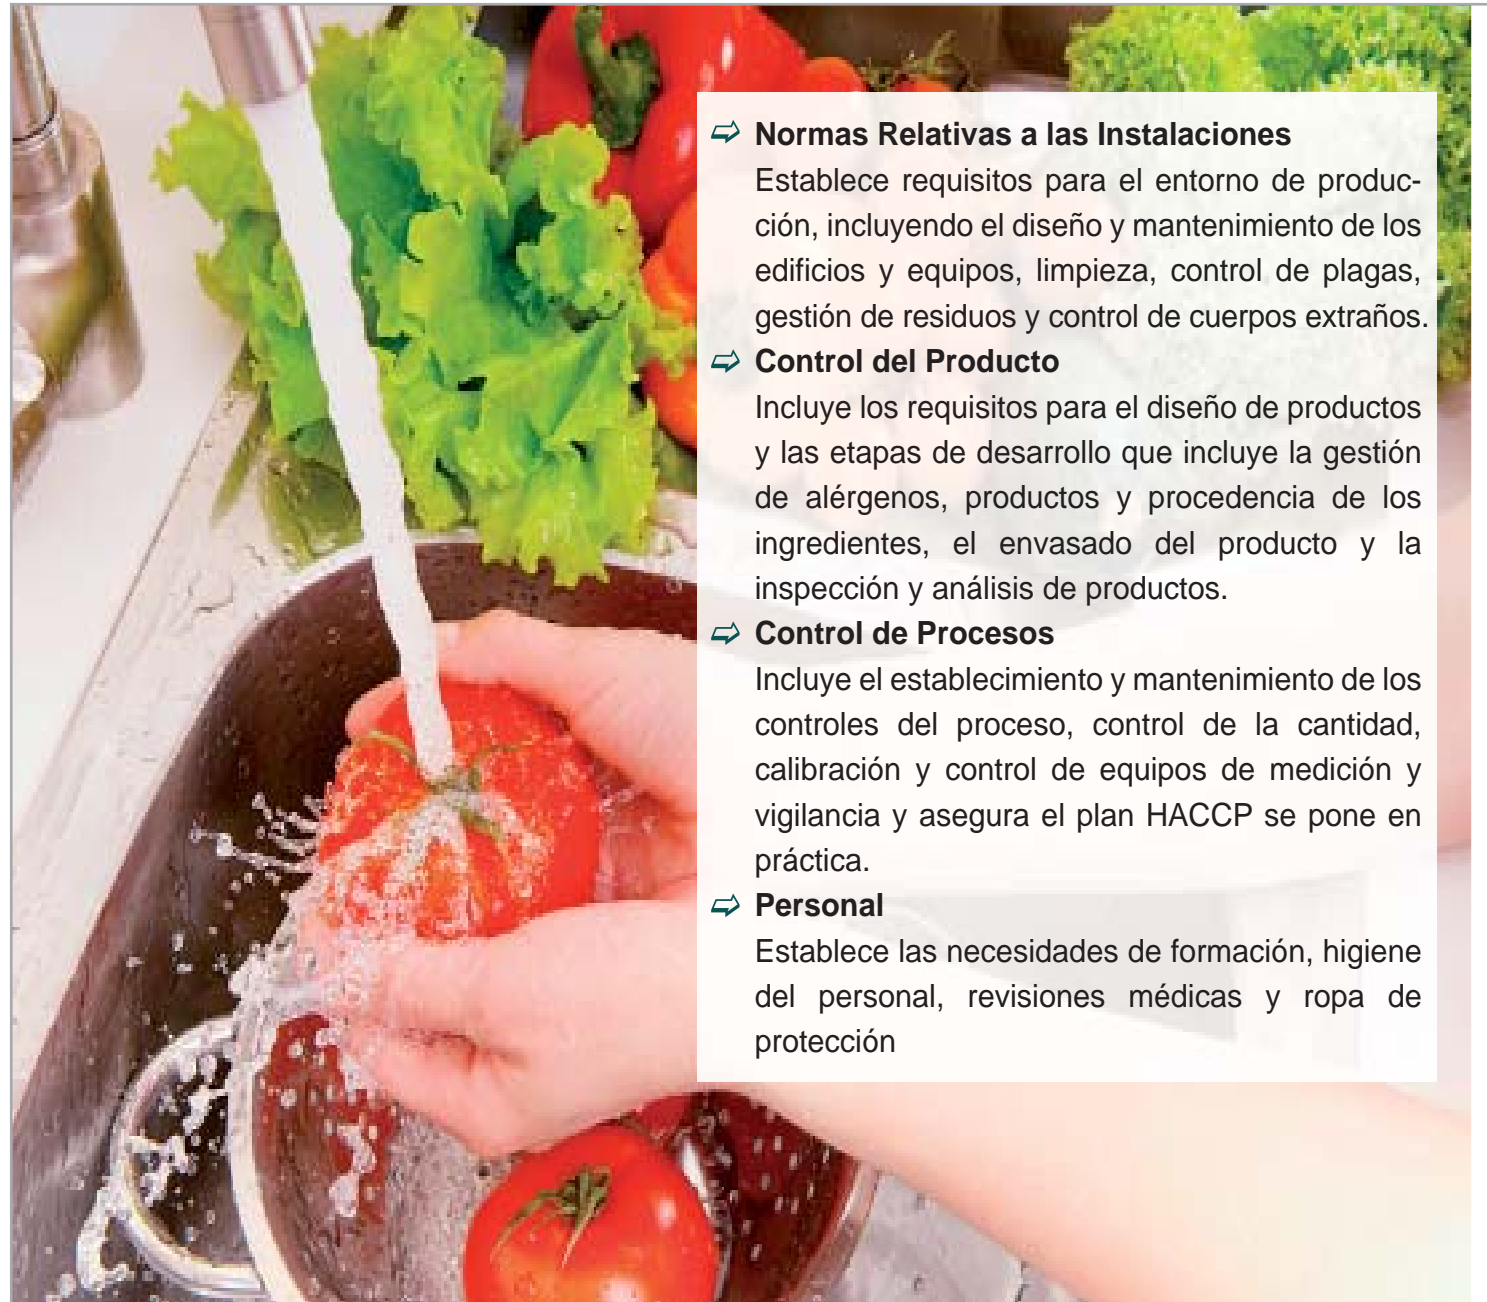 ⇨ Normas Relativas a las Instalaciones
Establece requisitos para el entorno de produc-
ción, incluyendo el diseño y mantenimiento de los
edificios y equipos, limpieza, control de plagas,
gestión de residuos y control de cuerpos extraños.
⇨ Control del Producto
Incluye los requisitos para el diseño de productos
y las etapas de desarrollo que incluye la gestión
de alérgenos, productos y procedencia de los
ingredientes, el envasado del producto y la
inspección y análisis de productos.
⇨ Control de Procesos
Incluye el establecimiento y mantenimiento de los
controles del proceso, control de la cantidad,
calibración y control de equipos de medición y
vigilancia y asegura el plan HACCP se pone en
práctica.
⇨ Personal
Establece las necesidades de formación, higiene
del personal, revisiones médicas y ropa de
protección